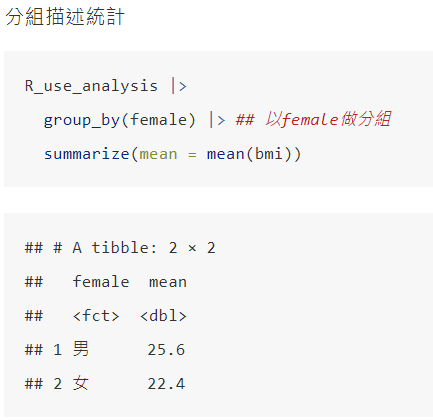 分組描述統計
R_use_analysis |>
  group_by(female) |> ## 以female做分組
  summarize(mean = mean(bmi))
## # A tibble: 2 × 2
##   female  mean
##   <fct>  <dbl>
## 1 男      25.6
## 2 女      22.4